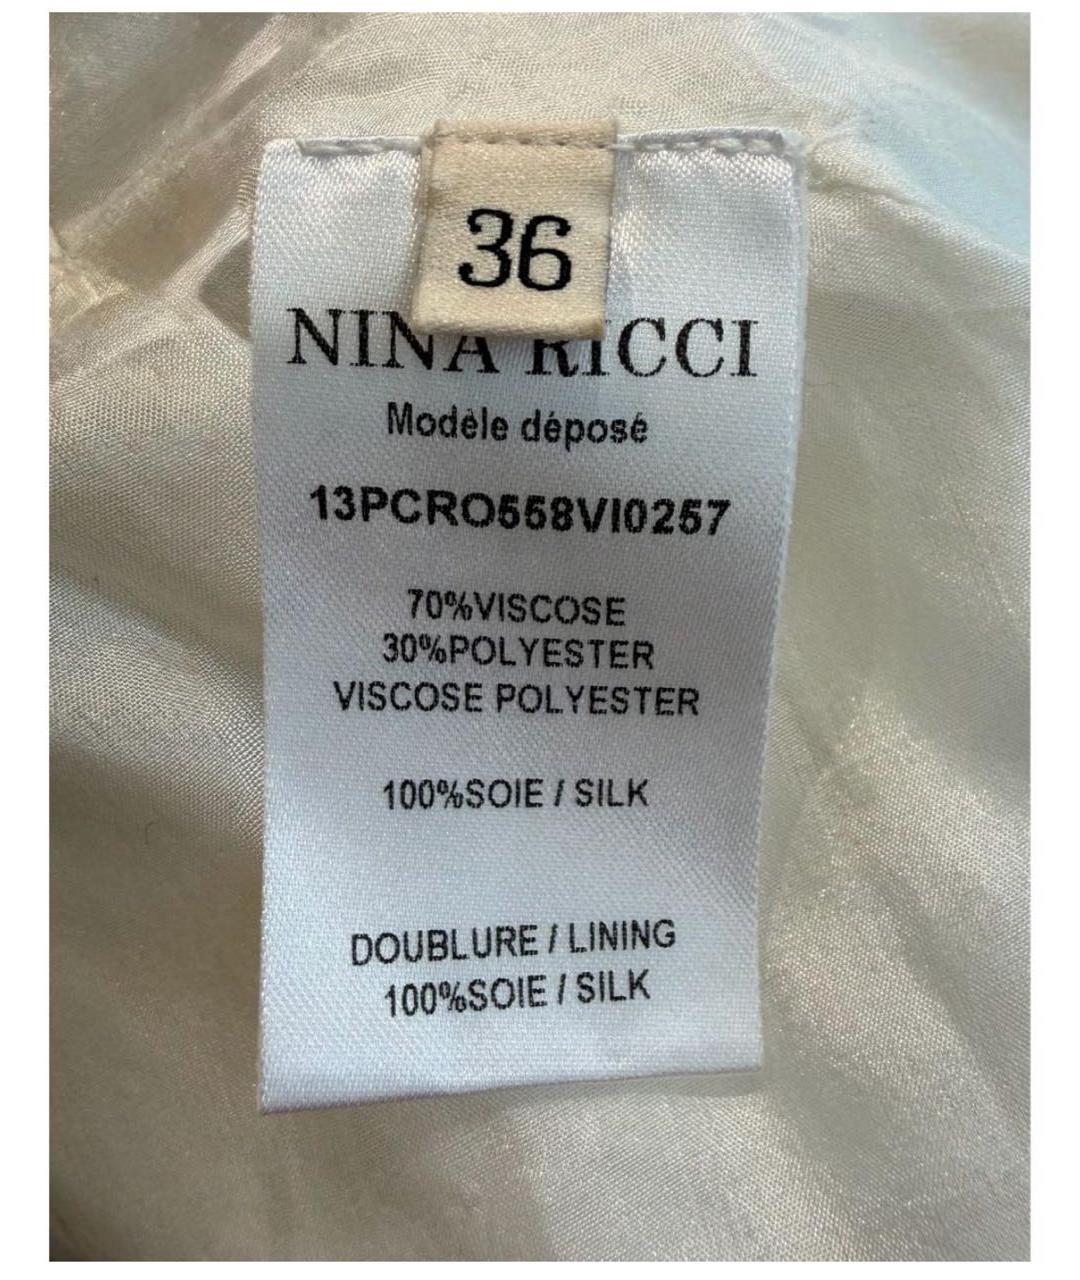 36
NINA RICCI
Modèle déposé
13PCRO558VI0257
70%VISCOSE
30%POLYESTER
VISCOSE POLYESTER
100%SOIE / SILK
DOUBLURE / LINING
100%SOIE / SILK